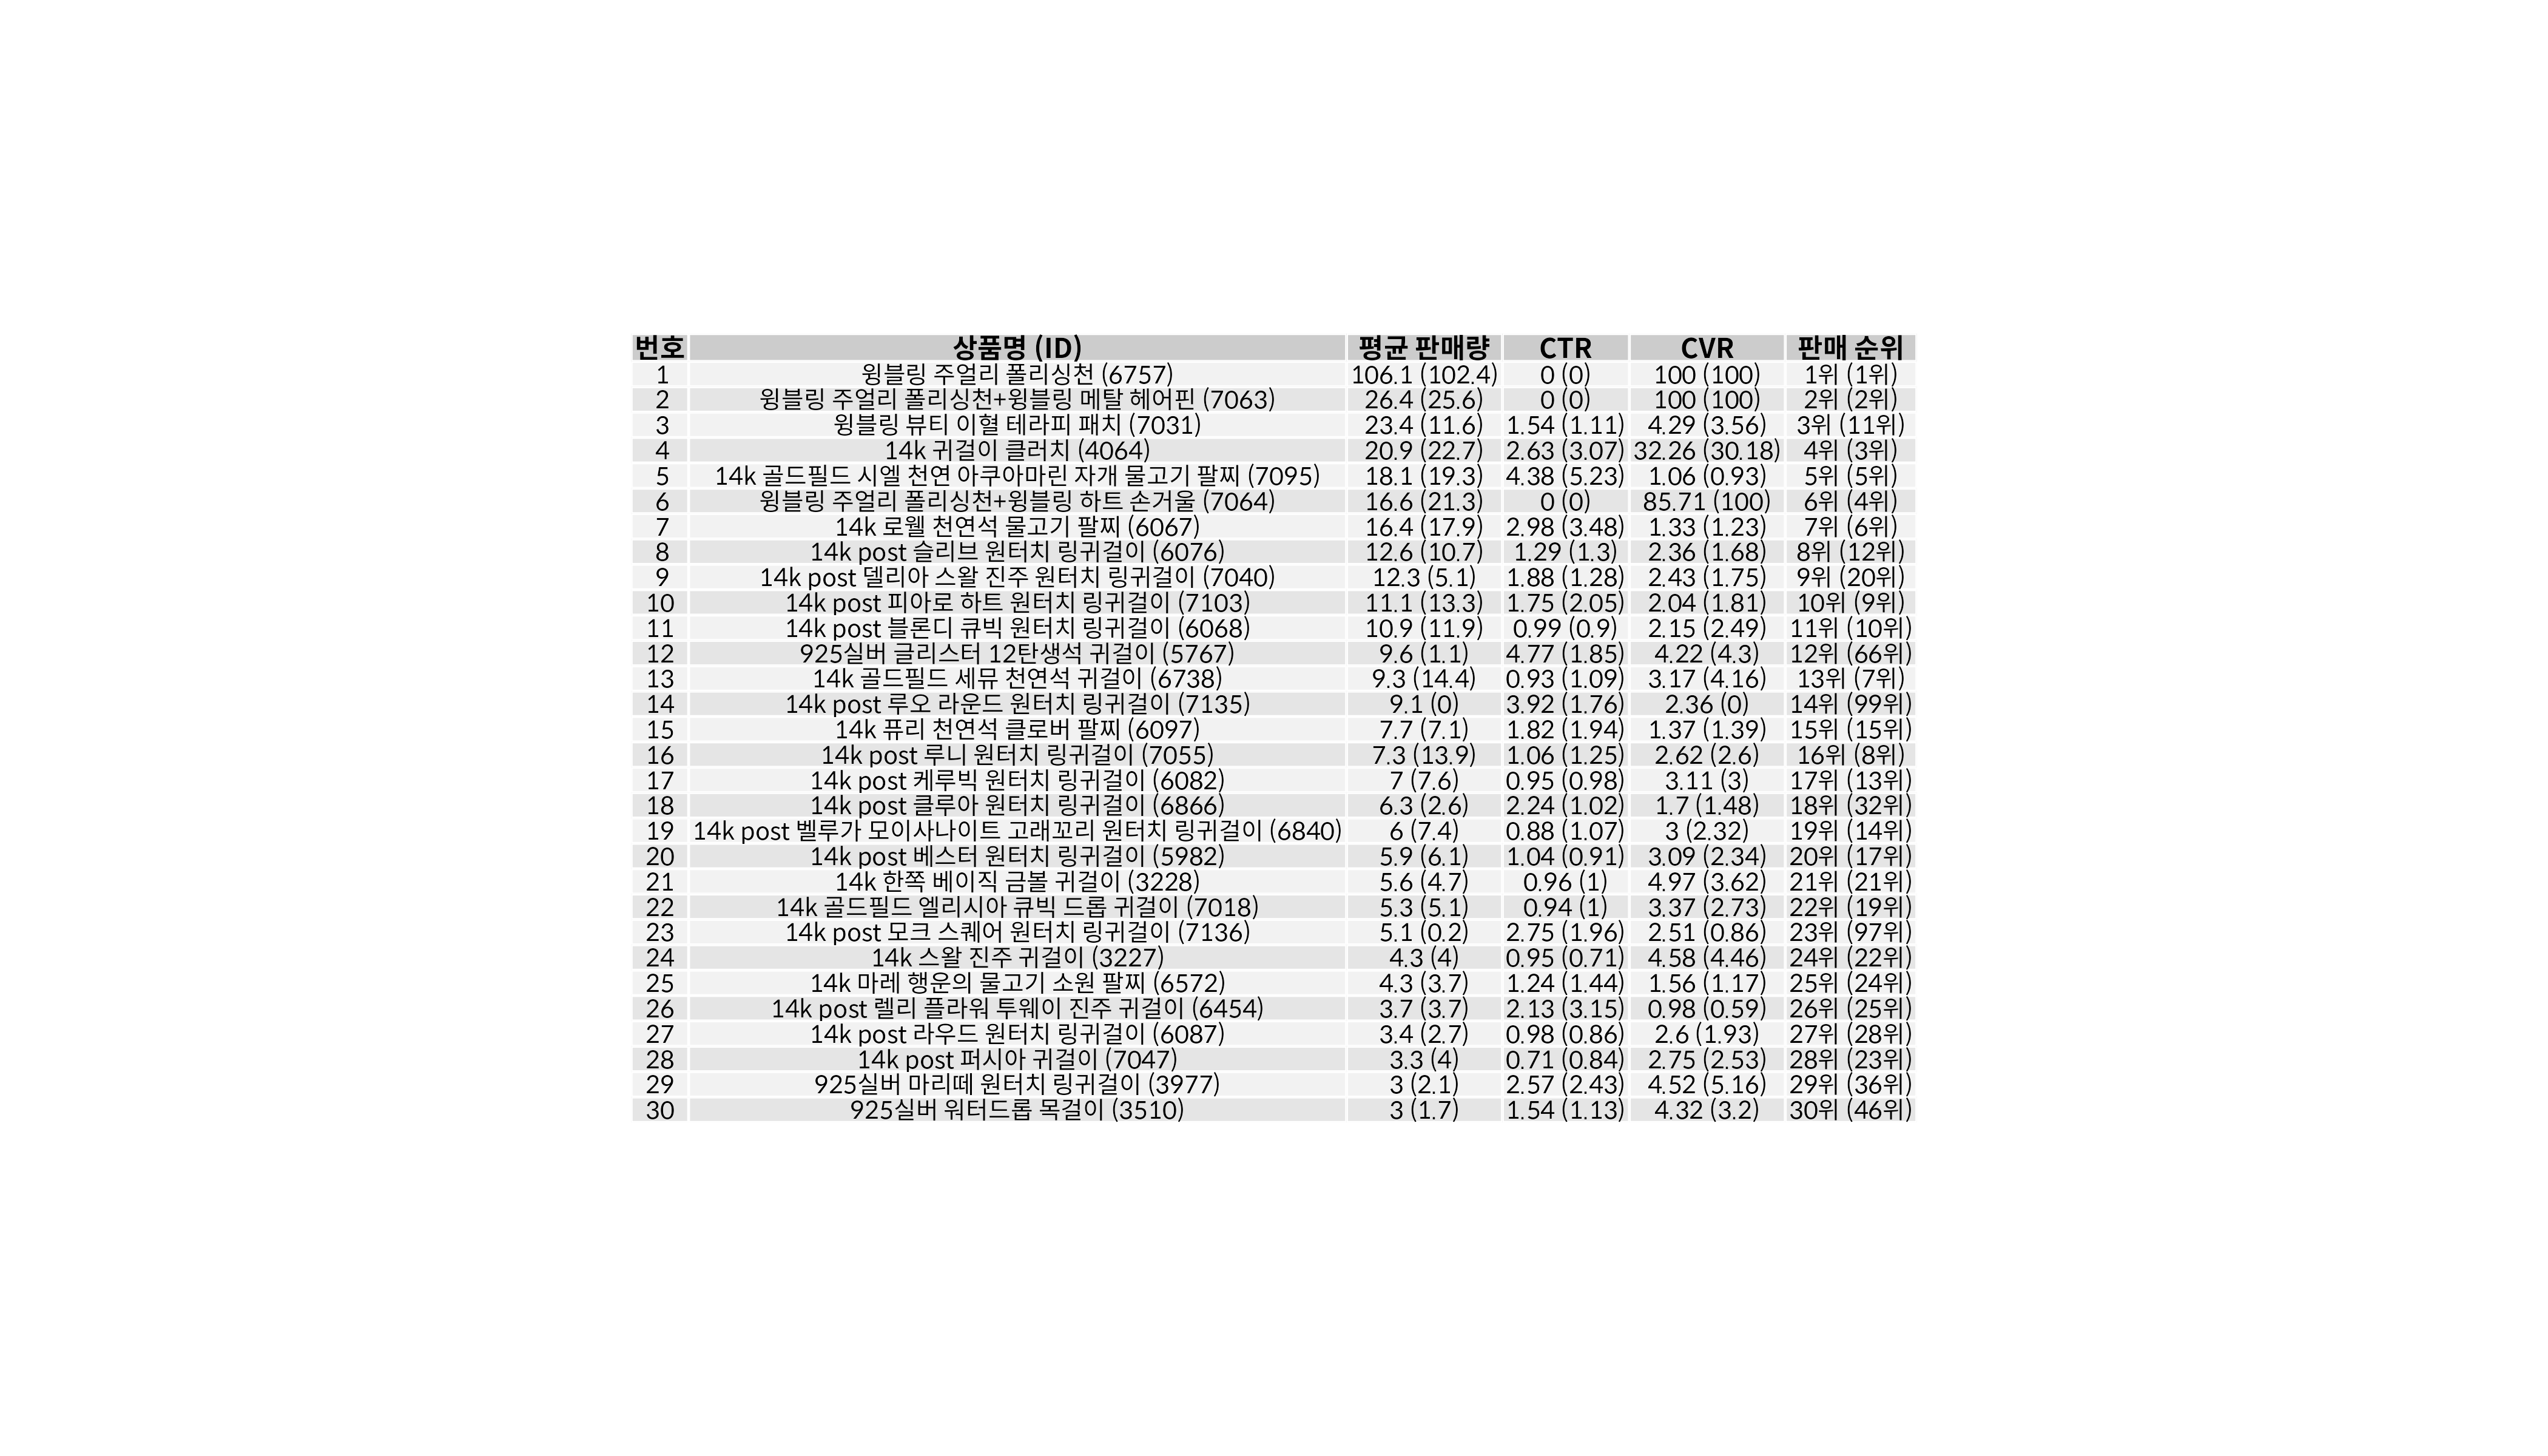 번호 상품명 (ID) 평균 판매량 CTR CVR 판매 순위
1 윙블링 주얼리 폴리싱천 (6757) 106.1 (102.4) 0 (0) 100 (100) 1위 (1위)
2 윙블링 주얼리 폴리싱천+윙블링 메탈 헤어핀 (7063) 26.4 (25.6) 0 (0) 100 (100) 2위 (2위)
3 윙블링 뷰티 이혈 테라피 패치 (7031) 23.4 (11.6) 1.54 (1.11) 4.29 (3.56) 3위 (11위)
4 14k 귀걸이 클러치 (4064) 20.9 (22.7) 2.63 (3.07) 32.26 (30.18) 4위 (3위)
5 14k 골드필드 시엘 천연 아쿠아마린 자개 물고기 팔찌 (7095) 18.1 (19.3) 4.38 (5.23) 1.06 (0.93) 5위 (5위)
6 윙블링 주얼리 폴리싱천+윙블링 하트 손거울 (7064) 16.6 (21.3) 0 (0) 85.71 (100) 6위 (4위)
7 14k 로웰 천연석 물고기 팔찌 (6067) 16.4 (17.9) 2.98 (3.48) 1.33 (1.23) 7위 (6위)
8 14k post 슬리브 원터치 링귀걸이 (6076) 12.6 (10.7) 1.29 (1.3) 2.36 (1.68) 8위 (12위)
9 14k post 델리아 스왈 진주 원터치 링귀걸이 (7040) 12.3 (5.1) 1.88 (1.28) 2.43 (1.75) 9위 (20위)
10 14k post 피아로 하트 원터치 링귀걸이 (7103) 11.1 (13.3) 1.75 (2.05) 2.04 (1.81) 10위 (9위)
11 14k post 블론디 큐빅 원터치 링귀걸이 (6068) 10.9 (11.9) 0.99 (0.9) 2.15 (2.49) 11위 (10위)
12 925실버 글리스터 12탄생석 귀걸이 (5767) 9.6 (1.1) 4.77 (1.85) 4.22 (4.3) 12위 (66위)
13 14k 골드필드 세뮤 천연석 귀걸이 (6738) 9.3 (14.4) 0.93 (1.09) 3.17 (4.16) 13위 (7위)
14 14k post 루오 라운드 원터치 링귀걸이 (7135) 9.1 (0) 3.92 (1.76) 2.36 (0) 14위 (99위)
15 14k 퓨리 천연석 클로버 팔찌 (6097) 7.7 (7.1) 1.82 (1.94) 1.37 (1.39) 15위 (15위)
16 14k post 루니 원터치 링귀걸이 (7055) 7.3 (13.9) 1.06 (1.25) 2.62 (2.6) 16위 (8위)
17 14k post 케루빅 원터치 링귀걸이 (6082) 7 (7.6) 0.95 (0.98) 3.11 (3) 17위 (13위)
18 14k post 클루아 원터치 링귀걸이 (6866) 6.3 (2.6) 2.24 (1.02) 1.7 (1.48) 18위 (32위)
19 14k post 벨루가 모이사나이트 고래꼬리 원터치 링귀걸이 (6840) 6 (7.4) 0.88 (1.07) 3 (2.32) 19위 (14위)
20 14k post 베스터 원터치 링귀걸이 (5982) 5.9 (6.1) 1.04 (0.91) 3.09 (2.34) 20위 (17위)
21 14k 한쪽 베이직 금볼 귀걸이 (3228) 5.6 (4.7) 0.96 (1) 4.97 (3.62) 21위 (21위)
22 14k 골드필드 엘리시아 큐빅 드롭 귀걸이 (7018) 5.3 (5.1) 0.94 (1) 3.37 (2.73) 22위 (19위)
23 14k post 모크 스퀘어 원터치 링귀걸이 (7136) 5.1 (0.2) 2.75 (1.96) 2.51 (0.86) 23위 (97위)
24 14k 스왈 진주 귀걸이 (3227) 4.3 (4) 0.95 (0.71) 4.58 (4.46) 24위 (22위)
25 14k 마레 행운의 물고기 소원 팔찌 (6572) 4.3 (3.7) 1.24 (1.44) 1.56 (1.17) 25위 (24위)
26 14k post 렐리 플라워 투웨이 진주 귀걸이 (6454) 3.7 (3.7) 2.13 (3.15) 0.98 (0.59) 26위 (25위)
27 14k post 라우드 원터치 링귀걸이 (6087) 3.4 (2.7) 0.98 (0.86) 2.6 (1.93) 27위 (28위)
28 14k post 퍼시아 귀걸이 (7047) 3.3 (4) 0.71 (0.84) 2.75 (2.53) 28위 (23위)
29 925실버 마리떼 원터치 링귀걸이 (3977) 3 (2.1) 2.57 (2.43) 4.52 (5.16) 29위 (36위)
30 925실버 워터드롭 목걸이 (3510) 3 (1.7) 1.54 (1.13) 4.32 (3.2) 30위 (46위)